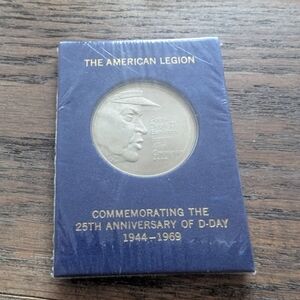 THE AMERICAN LEGION
COMMEMORATING THE
25TH ANNIVERSARY OF D-DAY
1944-1969